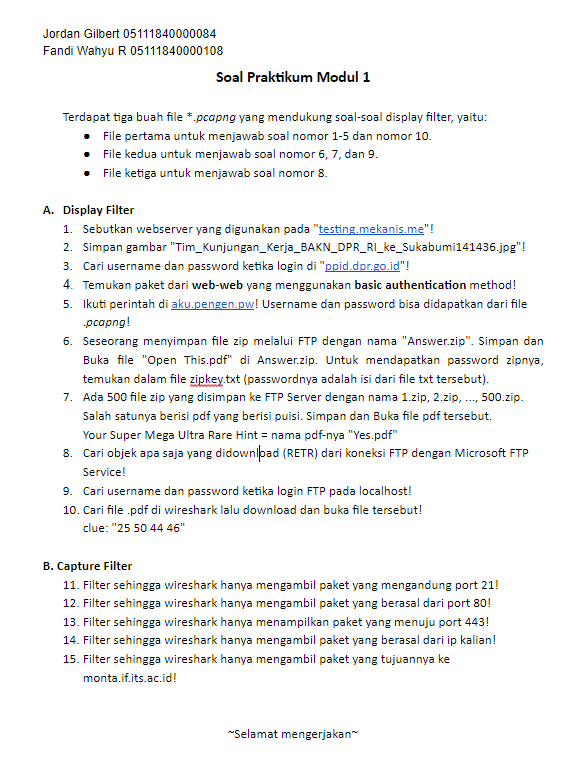 Jordan Gilbert 05111840000084
Fandi Wahyu R 05111840000108
Soal Praktikum Modul 1
Terdapat tiga buah file *.pcapng yang mendukung soal-soal display filter, yaitu:
● File pertama untuk menjawab soal nomor 1-5 dan nomor 10.
● File kedua untuk menjawab soal nomor 6, 7, dan 9.
● File ketiga untuk menjawab soal nomor 8.
A. Display Filter
1. Sebutkan webserver yang digunakan pada "testing.mekanis.me"!
2. Simpan gambar "Tim_Kunjungan_Kerja_BAKN_DPR_RI_ke_Sukabumi141436.jpg"!
3. Cari username dan password ketika login di "ppid.dpr.go.id"!
4. Temukan paket dari web-web yang menggunakan basic authentication method!
5. Ikuti perintah di aku.pengen.pw! Username dan password bisa didapatkan dari file
.pcapng!
6. Seseorang menyimpan file zip melalui FTP dengan nama "Answer.zip". Simpan dan
Buka file "Open This.pdf" di Answer.zip. Untuk mendapatkan password zipnya,
temukan dalam file zipkey.txt (passwordnya adalah isi dari file txt tersebut).
7. Ada 500 file zip yang disimpan ke FTP Server dengan nama 1.zip, 2.zip, ..., 500.zip.
Salah satunya berisi pdf yang berisi puisi. Simpan dan Buka file pdf tersebut.
Your Super Mega Ultra Rare Hint = nama pdf-nya "Yes.pdf"
8. Cari objek apa saja yang didownload (RETR) dari koneksi FTP dengan Microsoft FTP
Service!
9. Cari username dan password ketika login FTP pada localhost!
10. Cari file .pdf di wireshark lalu download dan buka file tersebut!
clue: "25 50 44 46"
B. Capture Filter
11. Filter sehingga wireshark hanya mengambil paket yang mengandung port 21!
12. Filter sehingga wireshark hanya mengambil paket yang berasal dari port 80!
13. Filter sehingga wireshark hanya menampilkan paket yang menuju port 443!
14. Filter sehingga wireshark hanya mengambil paket yang berasal dari ip kalian!
15. Filter sehingga wireshark hanya mengambil paket yang tujuannya ke
monta.if.its.ac.id!
~Selamat mengerjakan~